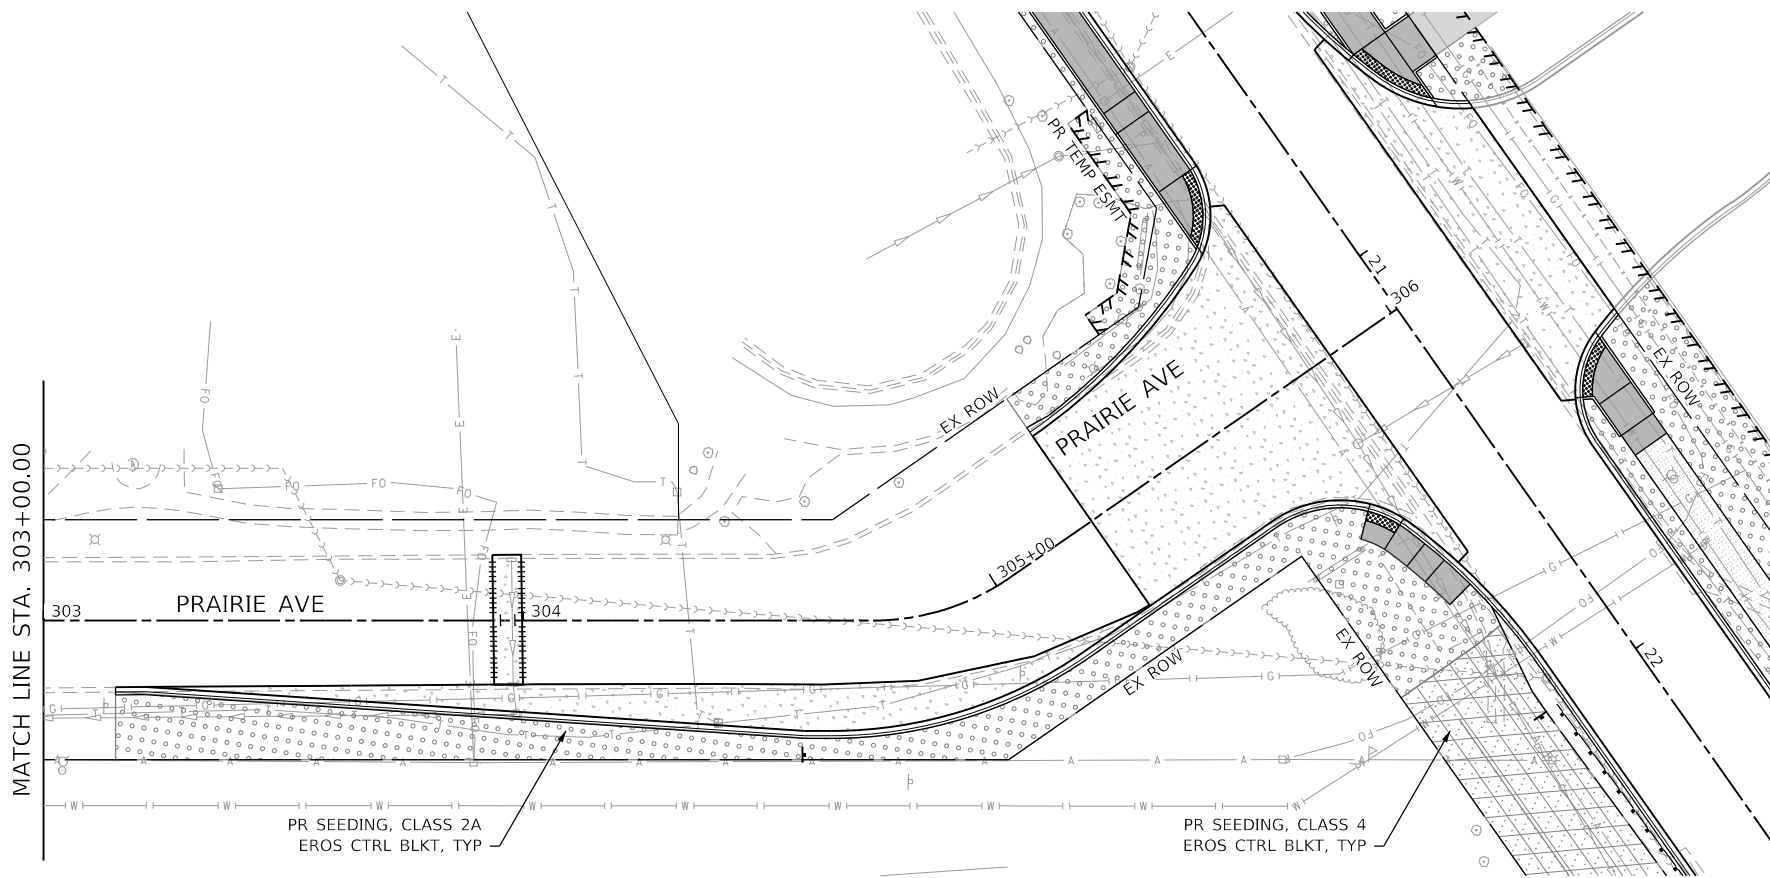 PR TEMP ESMT
21
306
EX ROW
PRAIRIE AVE
EX ROW
MATCH LINE STA. 303+00.00
305+00
303
PRAIRIE AVE
304
EX ROW
EX ROW
22
PR SEEDING, CLASS 2A
EROS CTRL BLKT, TYP
PR SEEDING, CLASS 4
EROS CTRL BLKT, TYP